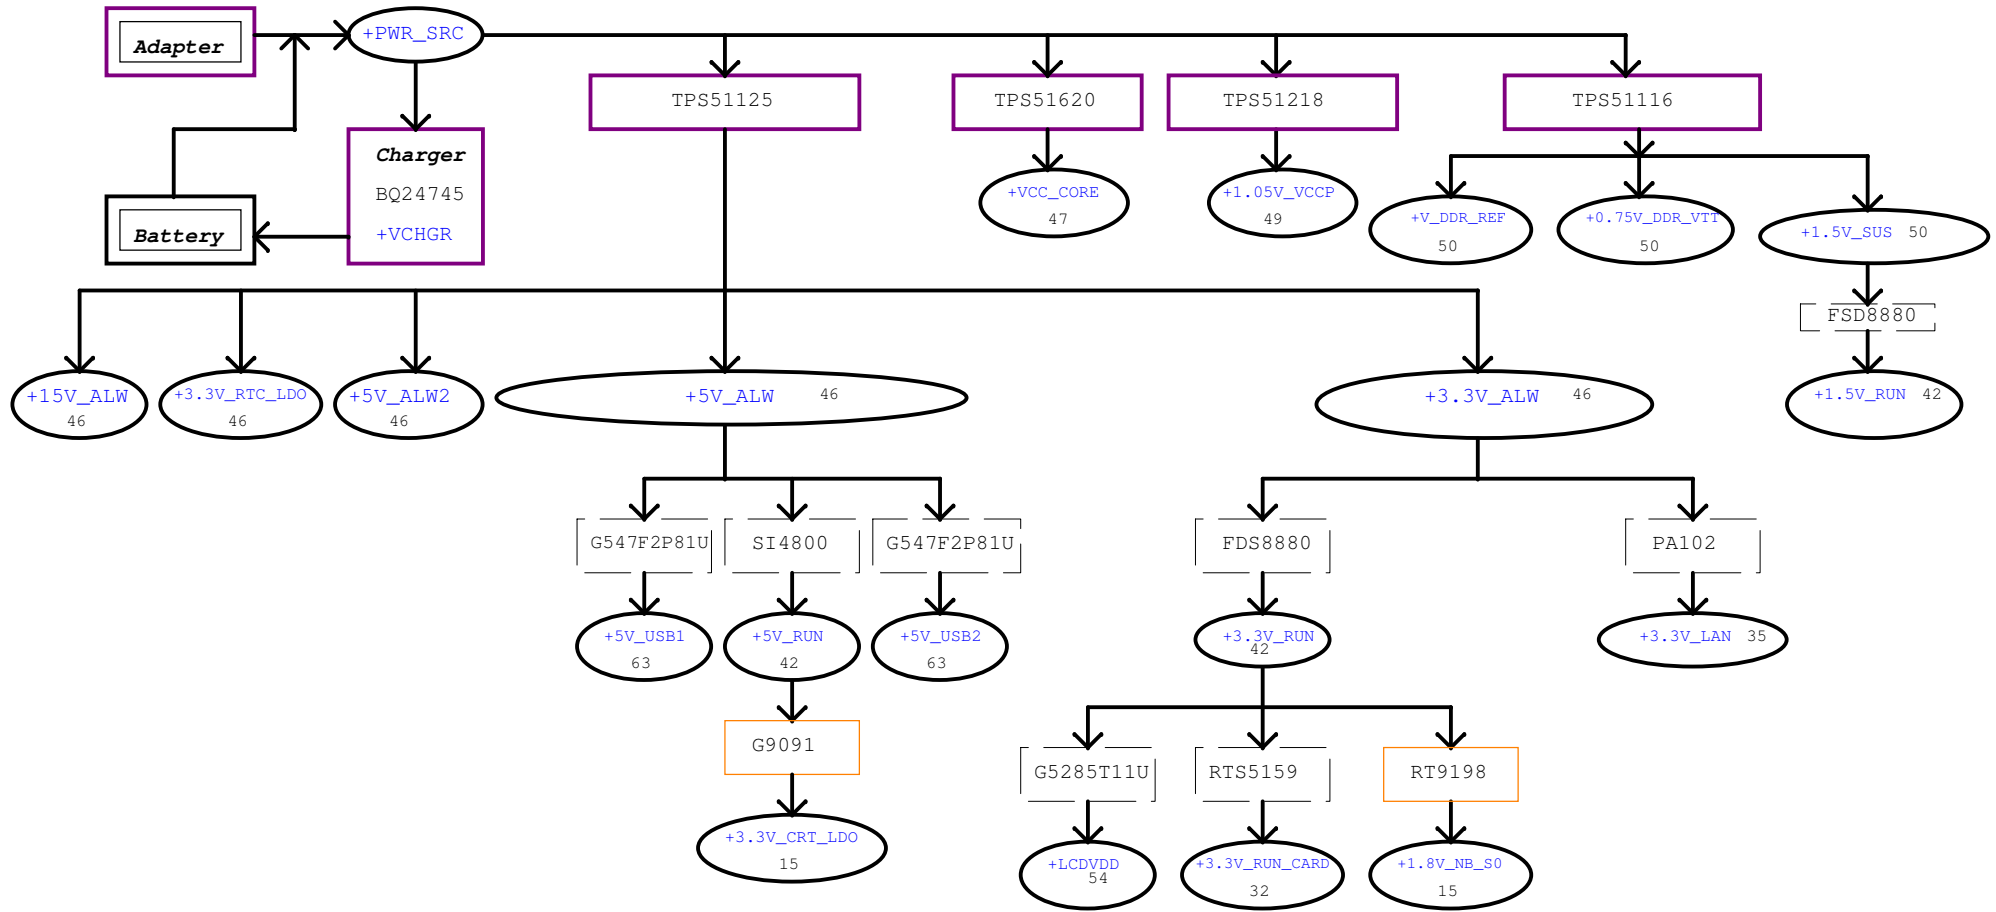 Adapter
+PWR_SRC
TPS51125
TPS51620
TPS51218
TPS51116
Charger
BQ24745
+VCHGR
Battery
+VCC_CORE
47
+1.05V_VCCP
49
+V_DDR_REF
50
+0.75V_DDR_VTT
50
+1.5V_SUS 50
FSD8880
+15V_ALW
46
+3.3V_RTC_LDO
46
+5V_ALW2
46
+5V_ALW 46
+3.3V_ALW 46
+1.5V_RUN 42
G547F2P81U
SI4800
G547F2P81U
FDS8880
PA102
+5V_USB1
63
+5V_RUN
42
+5V_USB2
63
+3.3V_RUN
42
+3.3V_LAN 35
G9091
G5285T11U
RTS5159
RT9198
+3.3V_CRT_LDO
15
+LCDVDD
54
+3.3V_RUN_CARD
32
+1.8V_NB_S0
15